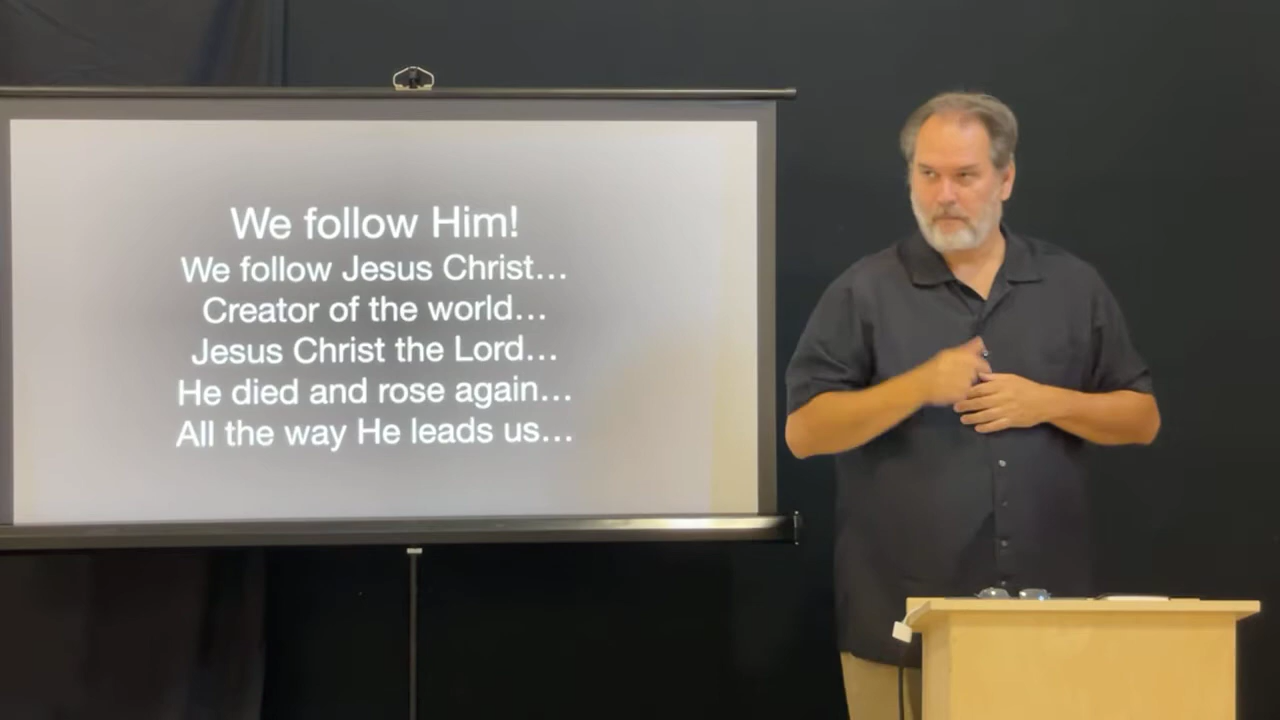 We follow Him!
We follow Jesus Christ…
Creator of the world…
Jesus Christ the Lord…
He died and rose again…
All the way He leads us…